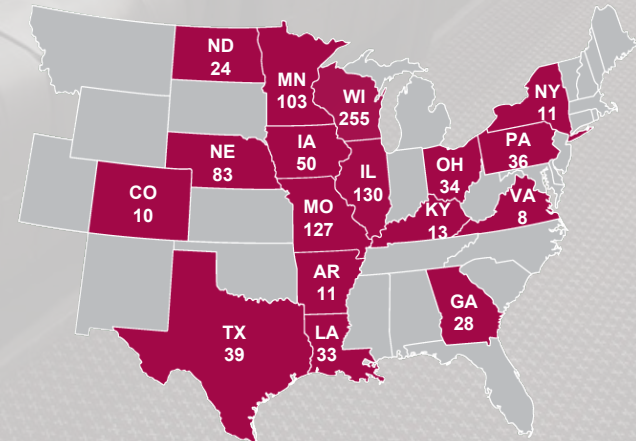 ND
24
MN
103
WI
255
NY
11
NE
83
IA
50
IL
130
OH
34
PA
36
CO
10
MO
127
KY
13
VA
8
AR
11
GA
28
TX
39
LA
33